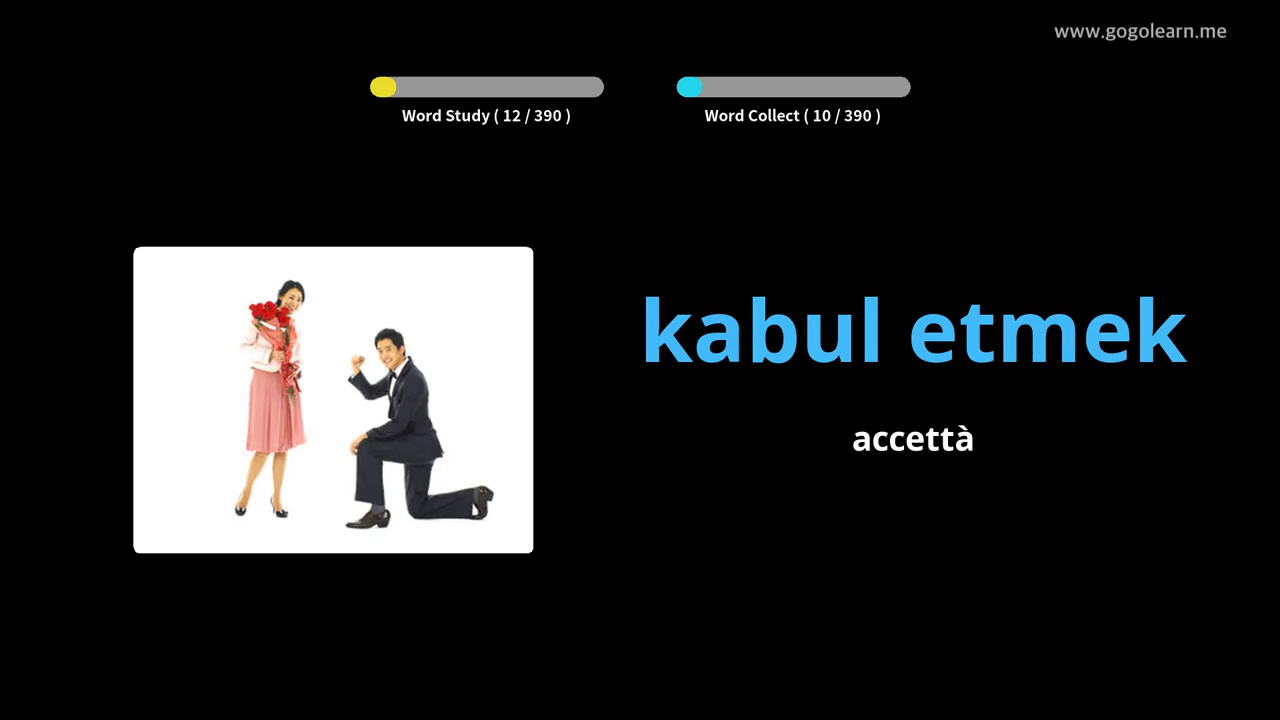 www.gogolearn.me
Word Study ( 12 / 390 )
Word Collect ( 10 / 390 )
kabul etmek
accettà